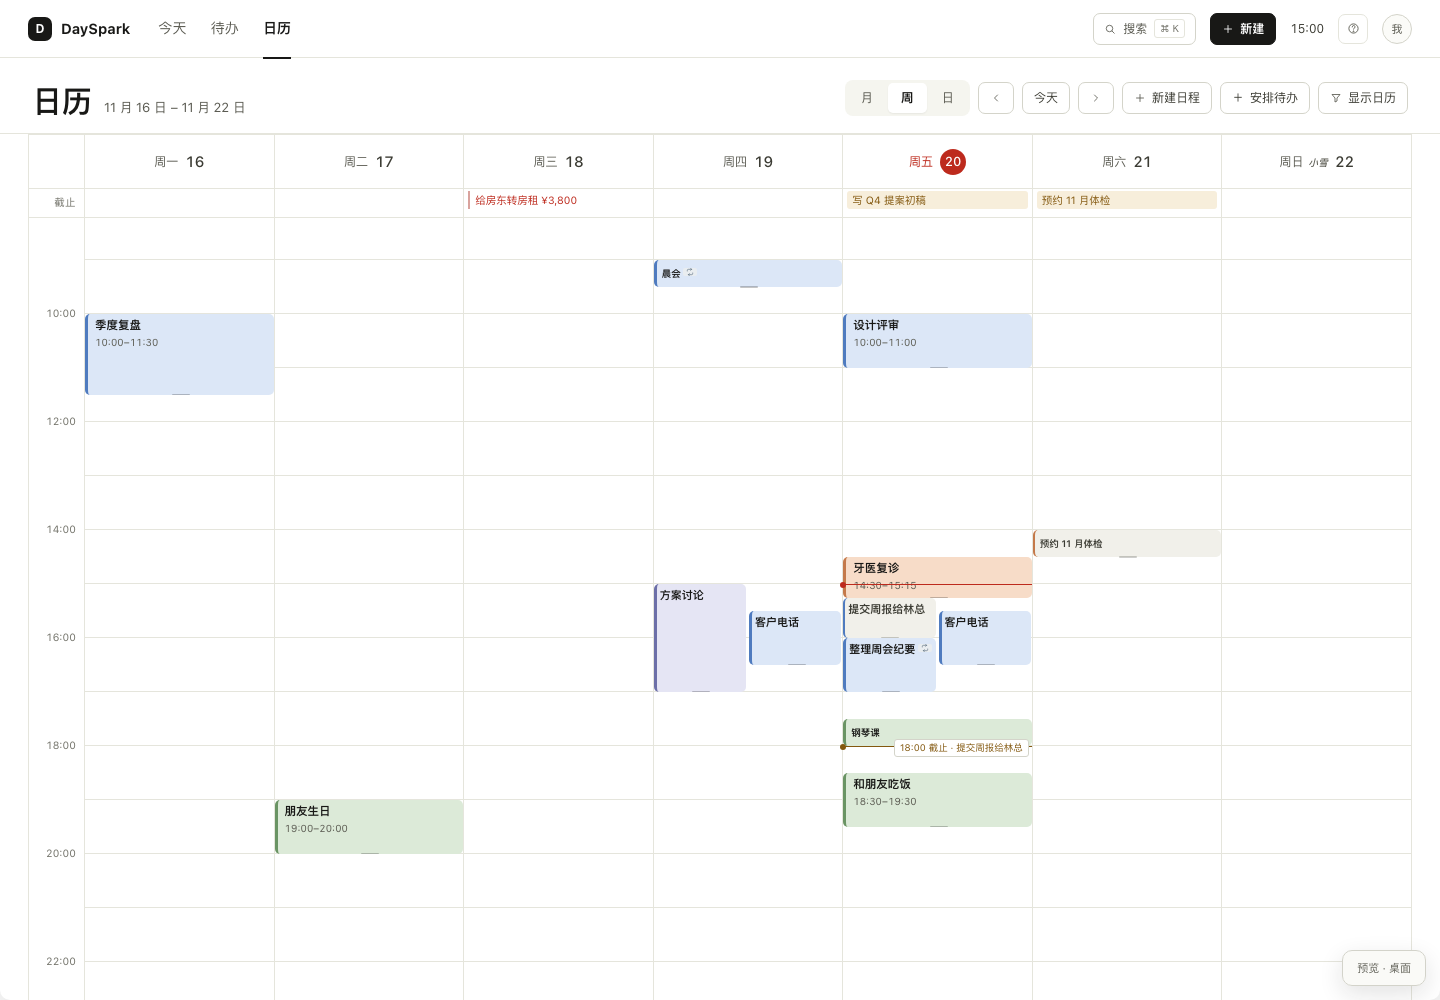 D DaySpark 今天 待办 日历 搜索 ⌘ K + 新建 15:00 我
日历 11 月 16 日 – 11 月 22 日 月 周 日 今天 + 新建日程 + 安排待办 显示日历
周一 16 周二 17 周三 18 周四 19 周五 20 周六 21 周日 小雪 22
截止 给房东转房租 ¥3,800 写 Q4 提案初稿 预约 11 月体检
晨会
10:00 季度复盘 设计评审
10:00–11:30 10:00–11:00
12:00
14:00
预约 11 月体检
牙医复诊
14:30–15:15
方案讨论
提交周报给林总
客户电话 客户电话
16:00
整理周会纪要
钢琴课
18:00 18:00 截止 · 提交周报给林总
和朋友吃饭
18:30–19:30
朋友生日
19:00–20:00
20:00
22:00
预览 · 桌面